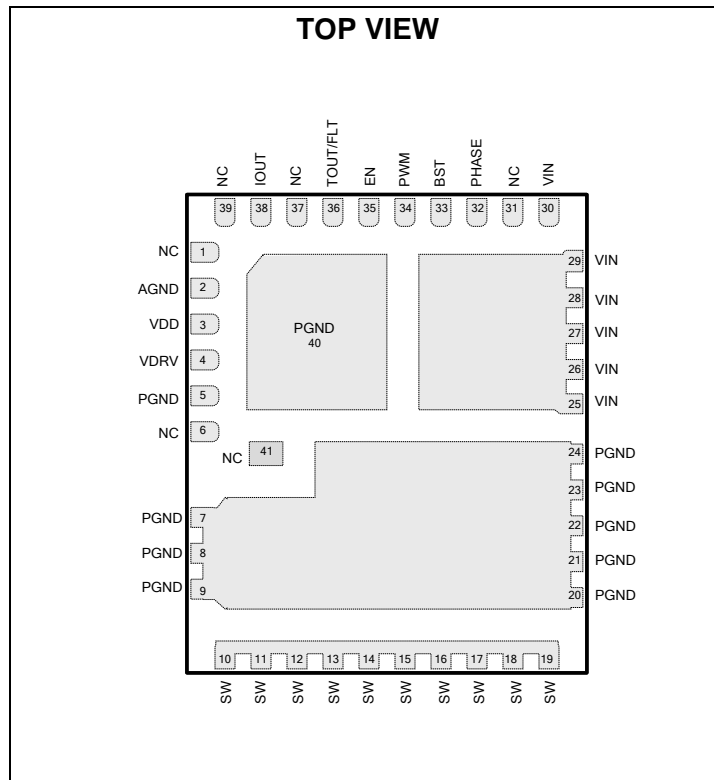 TOP VIEW
NC
IOUT
NC
TOUT/FLT
EN
PWM
BST
PHASE
NC
VIN
39
38
37
36
35
34
33
32
31
30
NC 1
AGND 2
VDD 3
VDRV 4
PGND 5
NC 6
PGND
40
29 VIN
28 VIN
27 VIN
26 VIN
25 VIN
NC 41
24 PGND
23 PGND
22 PGND
21 PGND
20 PGND
PGND 7
PGND 8
PGND 9
10
11
12
13
14
15
16
17
18
19
SW
SW
SW
SW
SW
SW
SW
SW
SW
SW